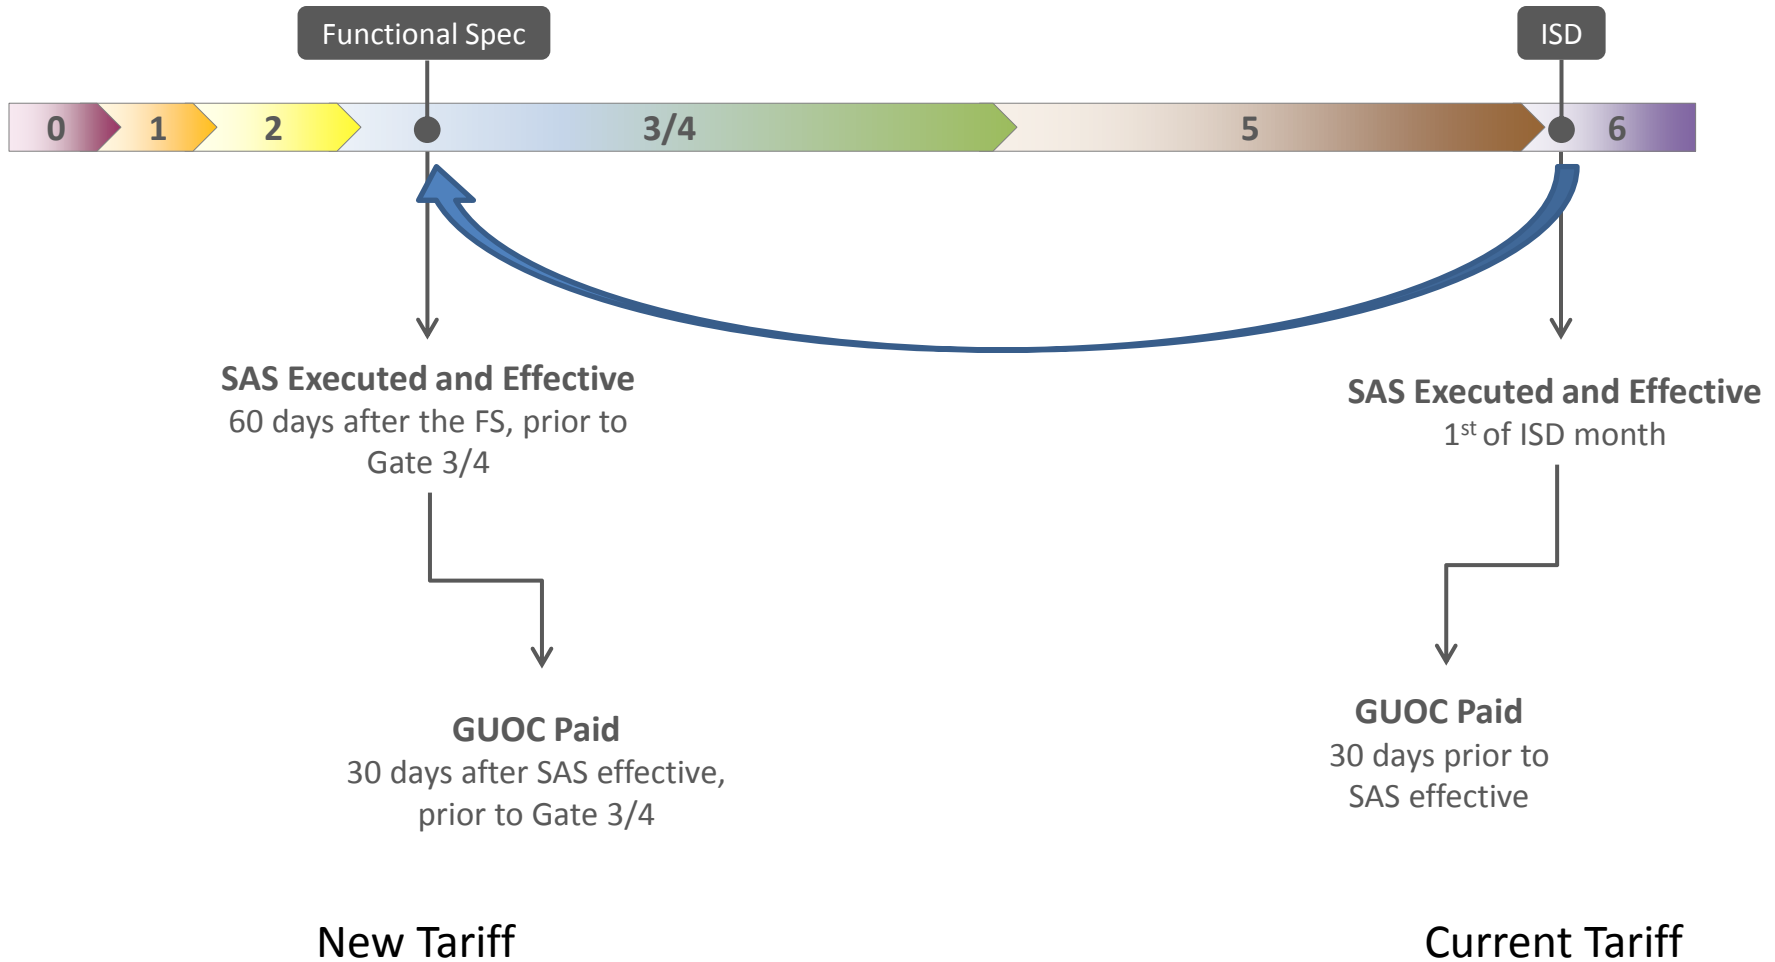 Functional Spec
ISD
0
1
2
3/4
5
6
SAS Executed and Effective
60 days after the FS, prior to
Gate 3/4
SAS Executed and Effective
1st of ISD month
GUOC Paid
30 days after SAS effective,
prior to Gate 3/4
GUOC Paid
30 days prior to
SAS effective
New Tariff
Current Tariff